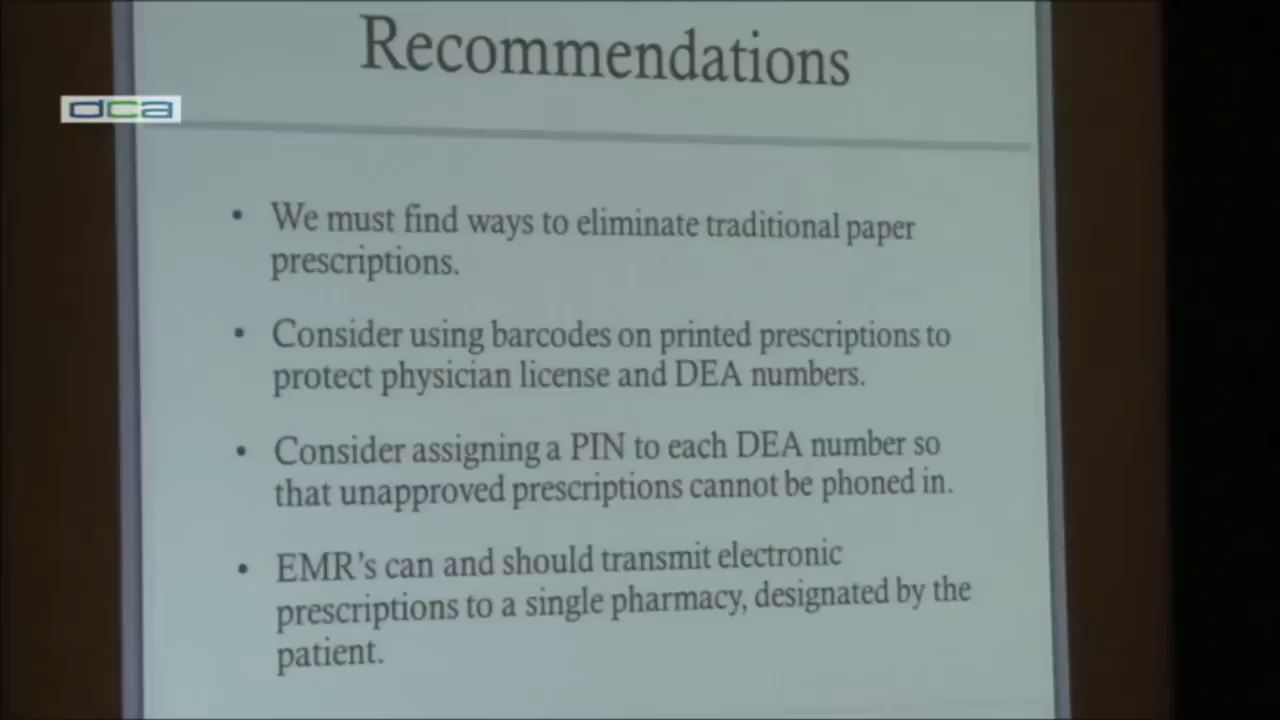 Recommendations
dca
• We must find ways to eliminate traditional paper
prescriptions.
• Consider using barcodes on printed prescriptions to
protect physician license and DEA numbers.
• Consider assigning a PIN to each DEA number so
that unapproved prescriptions cannot be phoned in.
• EMR's can and should transmit electronic
prescriptions to a single pharmacy, designated by the
patient.